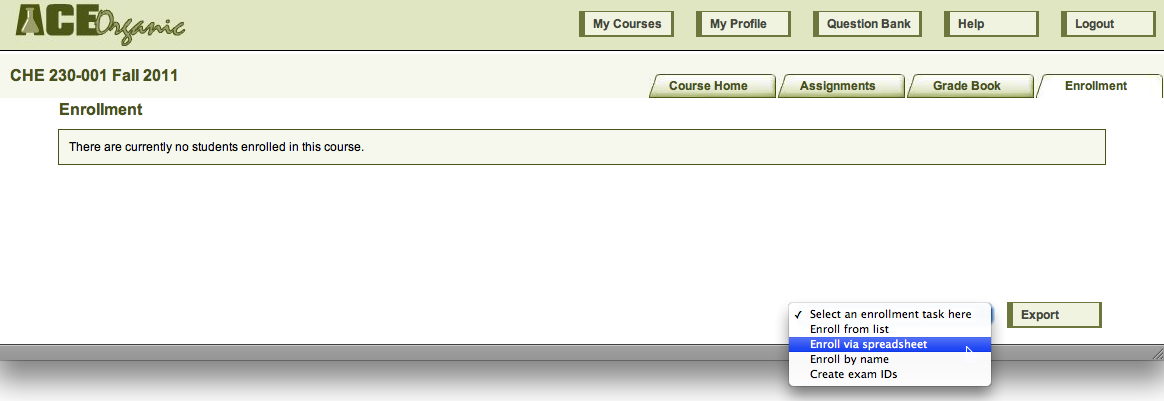 ACE Organic
My Courses
My Profile
Question Bank
Help
Logout
CHE 230-001 Fall 2011
Course Home
Assignments
Grade Book
Enrollment
Enrollment
There are currently no students enrolled in this course.
✓ Select an enrollment task here
Enroll from list
Enroll via spreadsheet
Enroll by name
Create exam IDs
Export